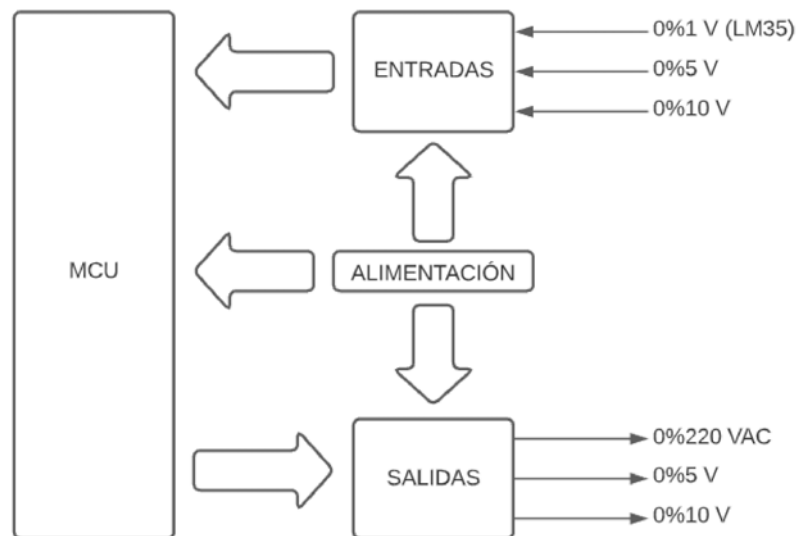 ENTRADAS
0%1 V (LM35)
0%5 V
0%10 V
MCU
ALIMENTACIÓN
SALIDAS
0%220 VAC
0%5 V
0%10 V